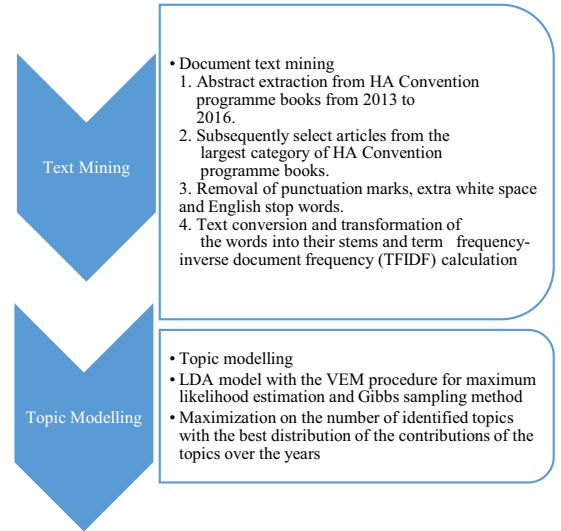 Text Mining
• Document text mining
1. Abstract extraction from HA Convention
programme books from 2013 to
2016.
2. Subsequently select articles from the
largest category of HA Convention
programme books.
3. Removal of punctuation marks, extra white space
and English stop words.
4. Text conversion and transformation of
the words into their stems and term frequency-
inverse document frequency (TFIDF) calculation
Topic Modelling
• Topic modelling
• LDA model with the VEM procedure for maximum
likelihood estimation and Gibbs sampling method
• Maximization on the number of identified topics
with the best distribution of the contributions of the
topics over the years